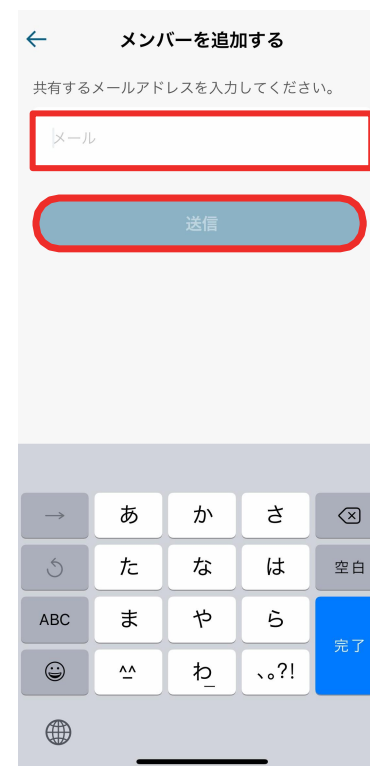 ← メンバーを追加する
共有するメールアドレスを入力してください。
メール
送信
→ あ か さ
た な は 空白
ABC ま や ら 完了
^_^ わ_ 、。?!